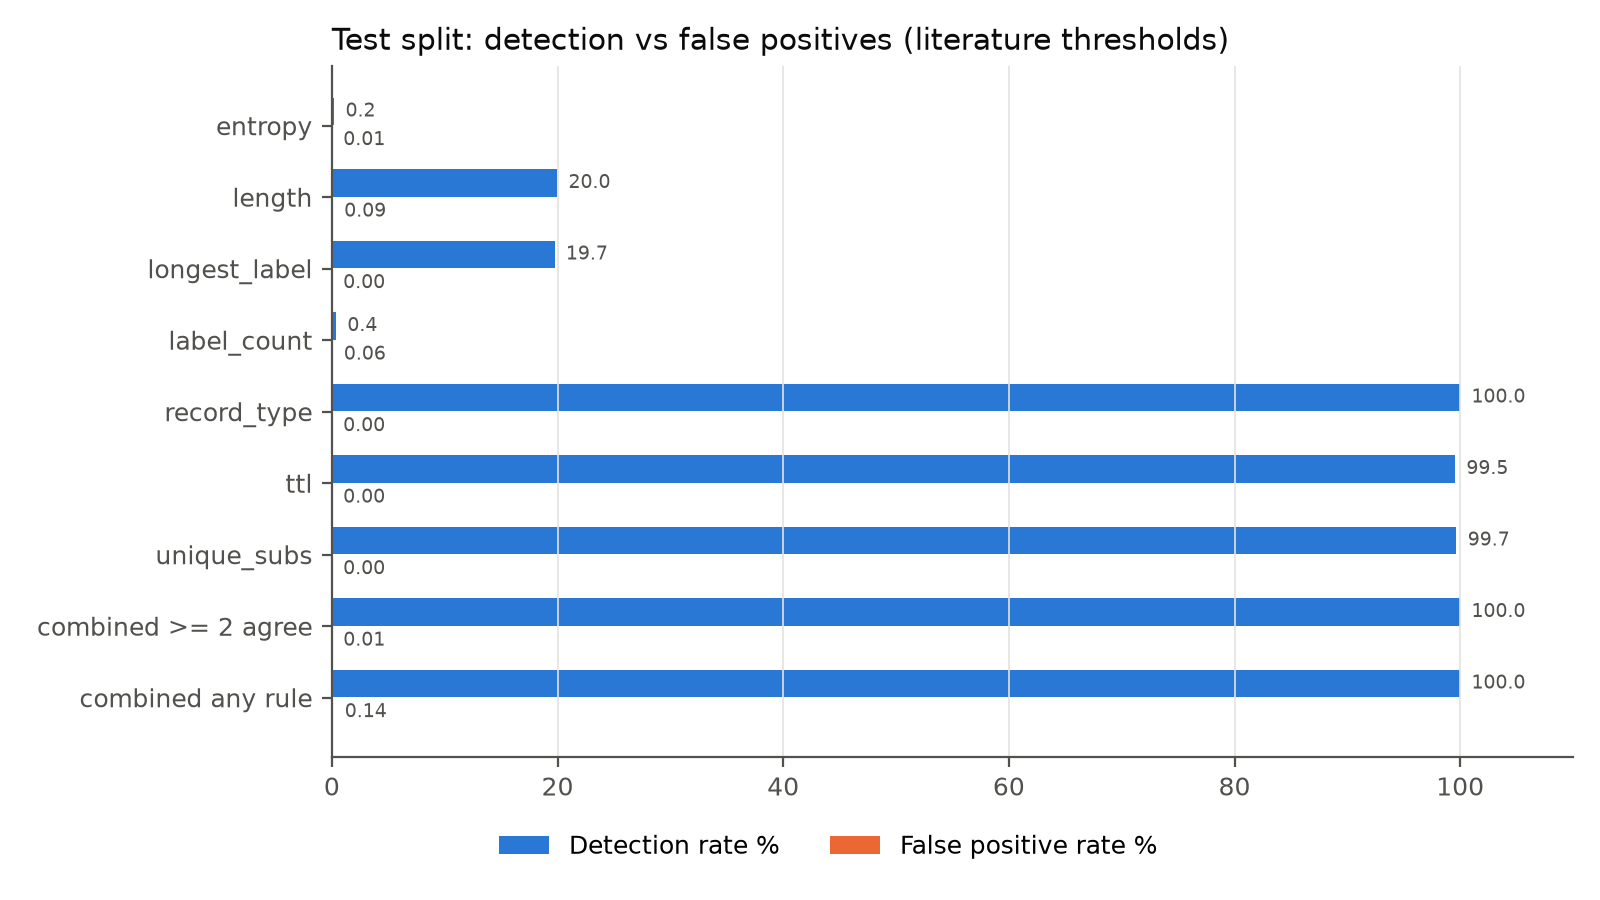 Test split: detection vs false positives (literature thresholds)
entropy
0.2
0.01
length
20.0
0.09
longest_label
19.7
0.00
label_count
0.4
0.06
record_type
100.0
0.00
ttl
99.5
0.00
unique_subs
99.7
0.00
combined >= 2 agree
100.0
0.01
combined any rule
100.0
0.14
0 20 40 60 80 100
Detection rate % False positive rate %